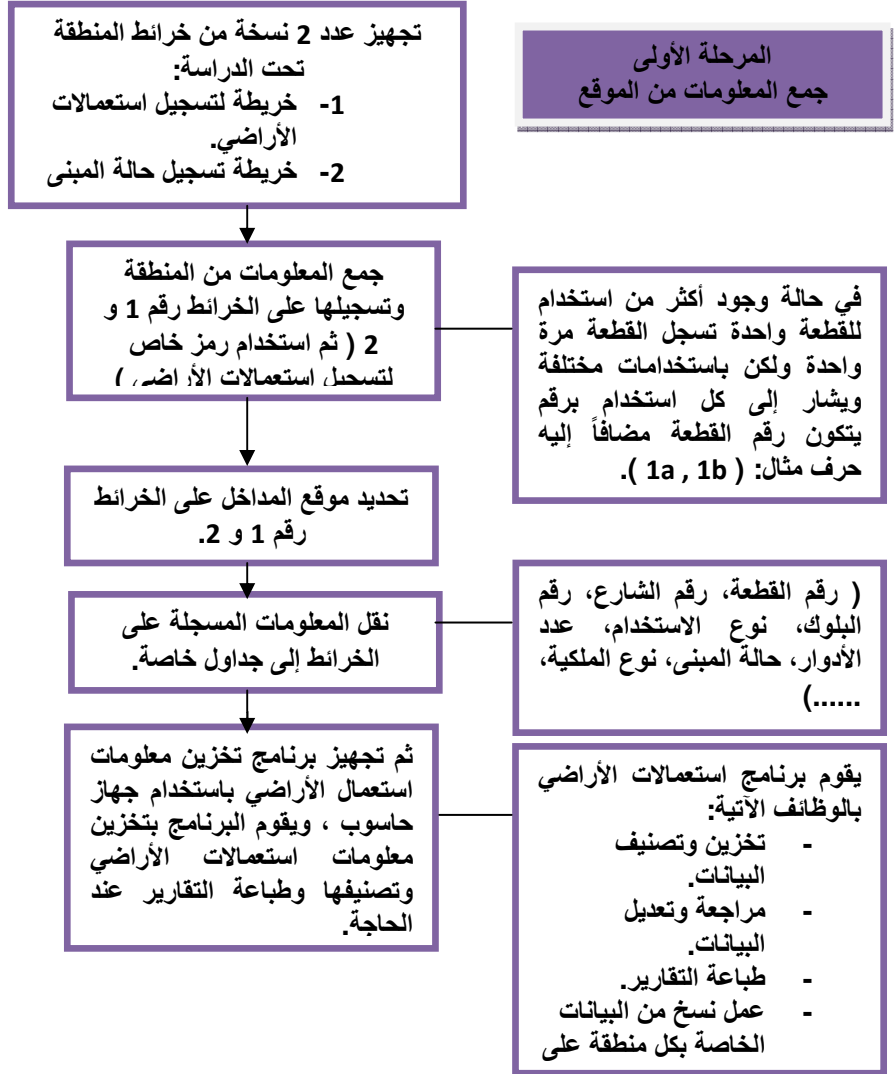 المرحلة الأولى
جمع المعلومات من الموقع
تجهيز عدد 2 نسخة من خرائط المنطقة
تحت الدراسة:
1- خريطة لتسجيل استعمالات
الأراضي.
2- خريطة تسجيل حالة المبنى
جمع المعلومات من المنطقة
وتسجيلها على الخرائط رقم 1 و
2 ( ثم استخدام رمز خاص
لتسجيل استعمالات الأراضي )
في حالة وجود أكثر من استخدام
للقطعة واحدة تسجل القطعة مرة
واحدة ولكن باستخدامات مختلفة
ويشار إلى كل استخدام برقم
يتكون رقم القطعة مضافاً إليه
حرف مثال: ( 1a , 1b ).
تحديد موقع المداخل على الخرائط
رقم 1 و 2.
نقل المعلومات المسجلة على
الخرائط إلى جداول خاصة.
( رقم القطعة، رقم الشارع، رقم
البلوك، نوع الاستخدام، عدد
الأدوار، حالة المبنى، نوع الملكية،
......)
ثم تجهيز برنامج تخزين معلومات
استعمال الأراضي باستخدام جهاز
حاسوب ، ويقوم البرنامج بتخزين
معلومات استعمالات الأراضي
وتصنيفها وطباعة التقارير عند
الحاجة.
يقوم برنامج استعمالات الأراضي
بالوظائف الآتية:
- تخزين وتصنيف
البيانات.
- مراجعة وتعديل
البيانات.
- طباعة التقارير.
- عمل نسخ من البيانات
الخاصة بكل منطقة على